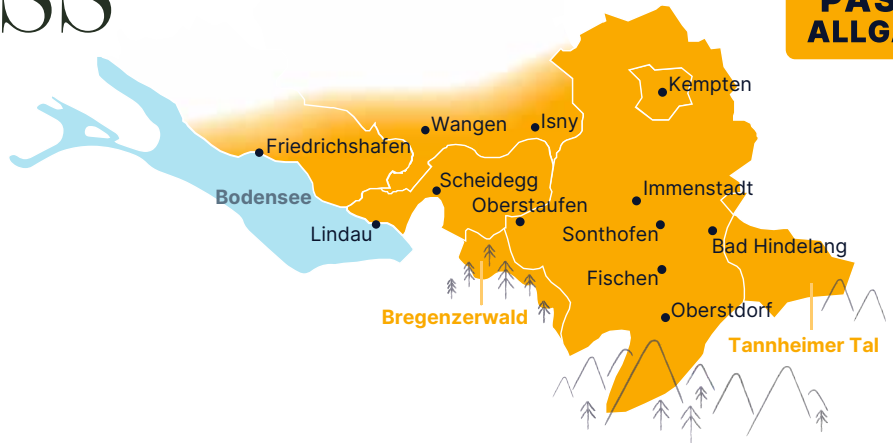 Kempten
Wangen
Isny
Friedrichshafen
Scheidegg
Immenstadt
Bodensee
Oberstaufen
Lindau
Sonthofen
Bad Hindelang
Fischen
Oberstdorf
Bregenzerwald
Tannheimer Tal